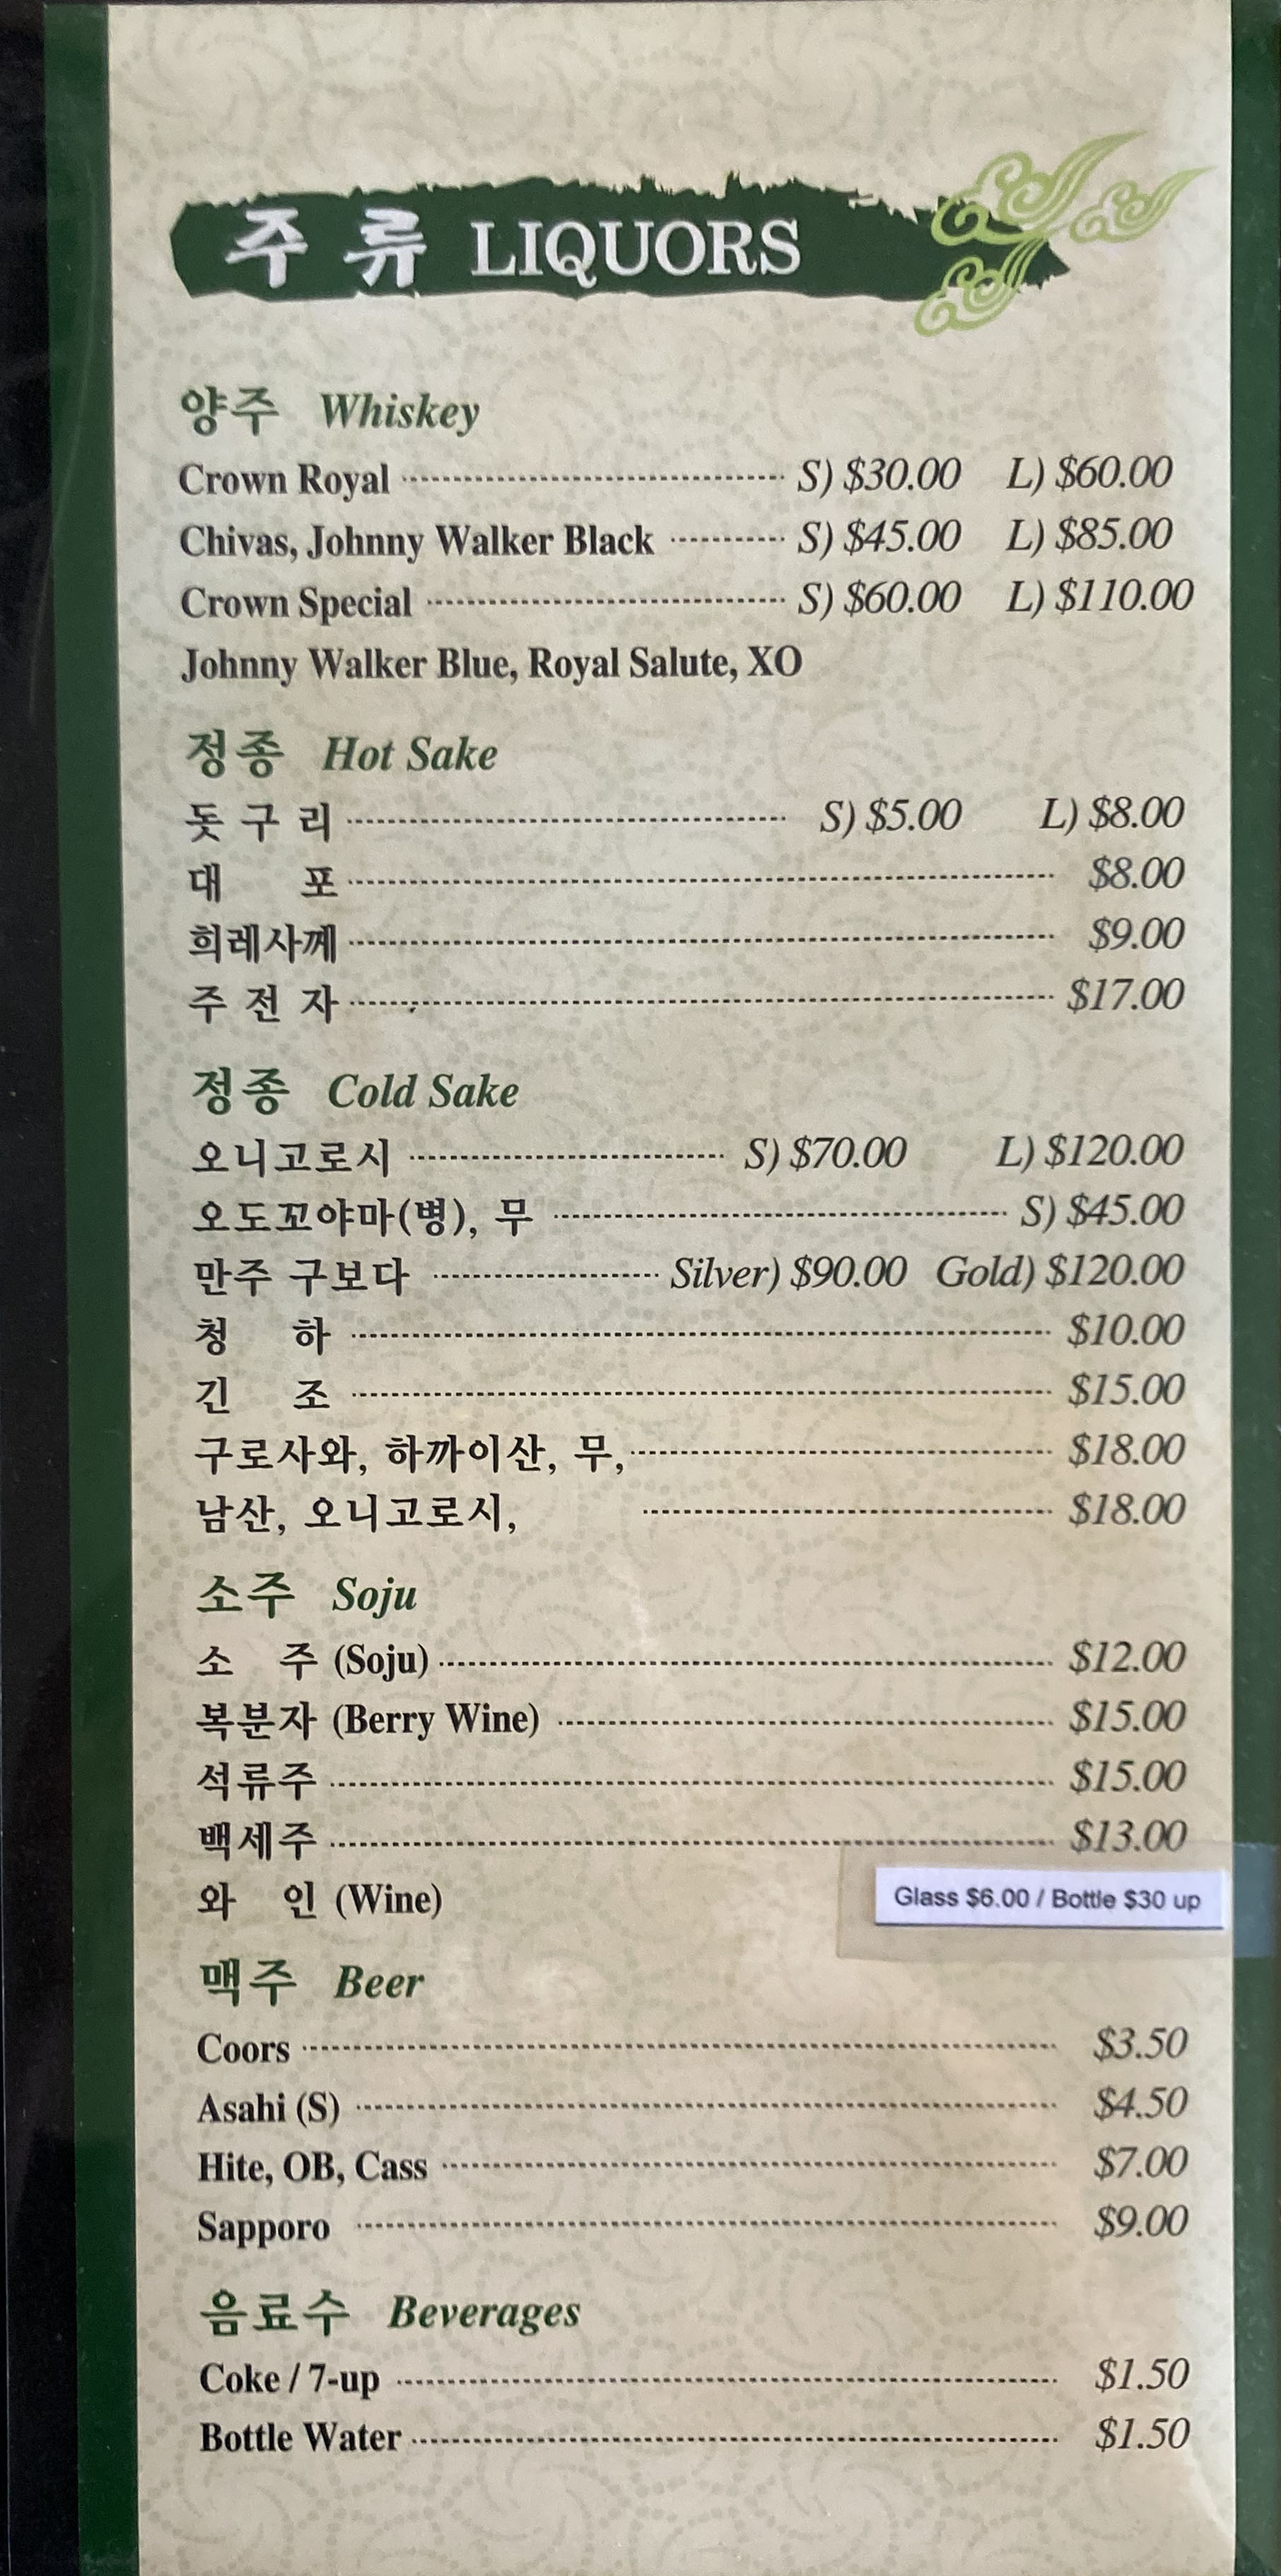 주 류 LIQUORS
양주 Whiskey
Crown Royal S) $30.00 L) $60.00
Chivas, Johnny Walker Black S) $45.00 L) $85.00
Crown Special S) $60.00 L) $110.00
Johnny Walker Blue, Royal Salute, XO
정종 Hot Sake
돗 구 리 S) $5.00 L) $8.00
대 포 $8.00
희레사께 $9.00
주 전 자 $17.00
정종 Cold Sake
오니고로시 S) $70.00 L) $120.00
오도꼬야마(병), 무 S) $45.00
만주 구보다 Silver) $90.00 Gold) $120.00
청 하 $10.00
긴 조 $15.00
구로사와, 하까이산, 무, $18.00
남산, 오니고로시, $18.00
소주 Soju
소 주 (Soju) $12.00
복분자 (Berry Wine) $15.00
석류주 $15.00
백세주 $13.00
와 인 (Wine) Glass $6.00 / Bottle $30 up
맥주 Beer
Coors $3.50
Asahi (S) $4.50
Hite, OB, Cass $7.00
Sapporo $9.00
음료수 Beverages
Coke / 7-up $1.50
Bottle Water $1.50